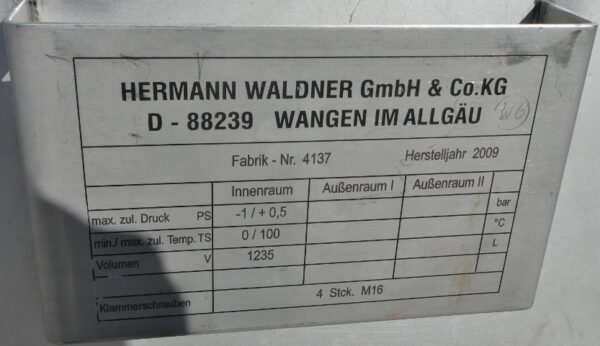 HERMANN WALDNER GmbH & Co.KG
D - 88239 WANGEN IM ALLGÄU
Fabrik - Nr. 4137 Herstelljahr 2009
Innenraum Außenraum I Außenraum II
max. zul. Druck PS -1 / + 0,5 bar
min./ max. zul. Temp. TS 0 / 100 °C
Volumen V 1235 L
Klammerschrauben 4 Stck. M16